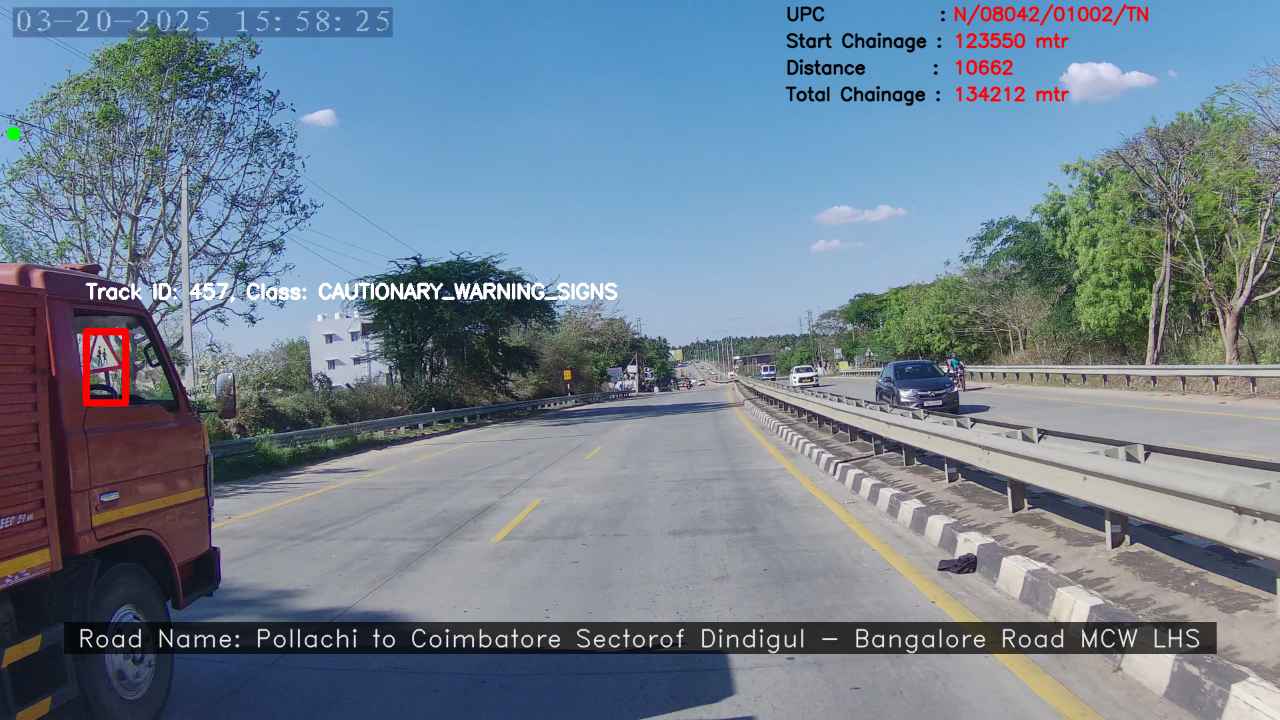 03-20-2025 15:58:25
UPC : N/08042/01002/TN
Start Chainage : 123550 mtr
Distance : 10662
Total Chainage : 134212 mtr
Track ID: 457, Class: CAUTIONARY_WARNING_SIGNS
Road Name: Pollachi to Coimbatore Sectorof Dindigul - Bangalore Road MCW LHS